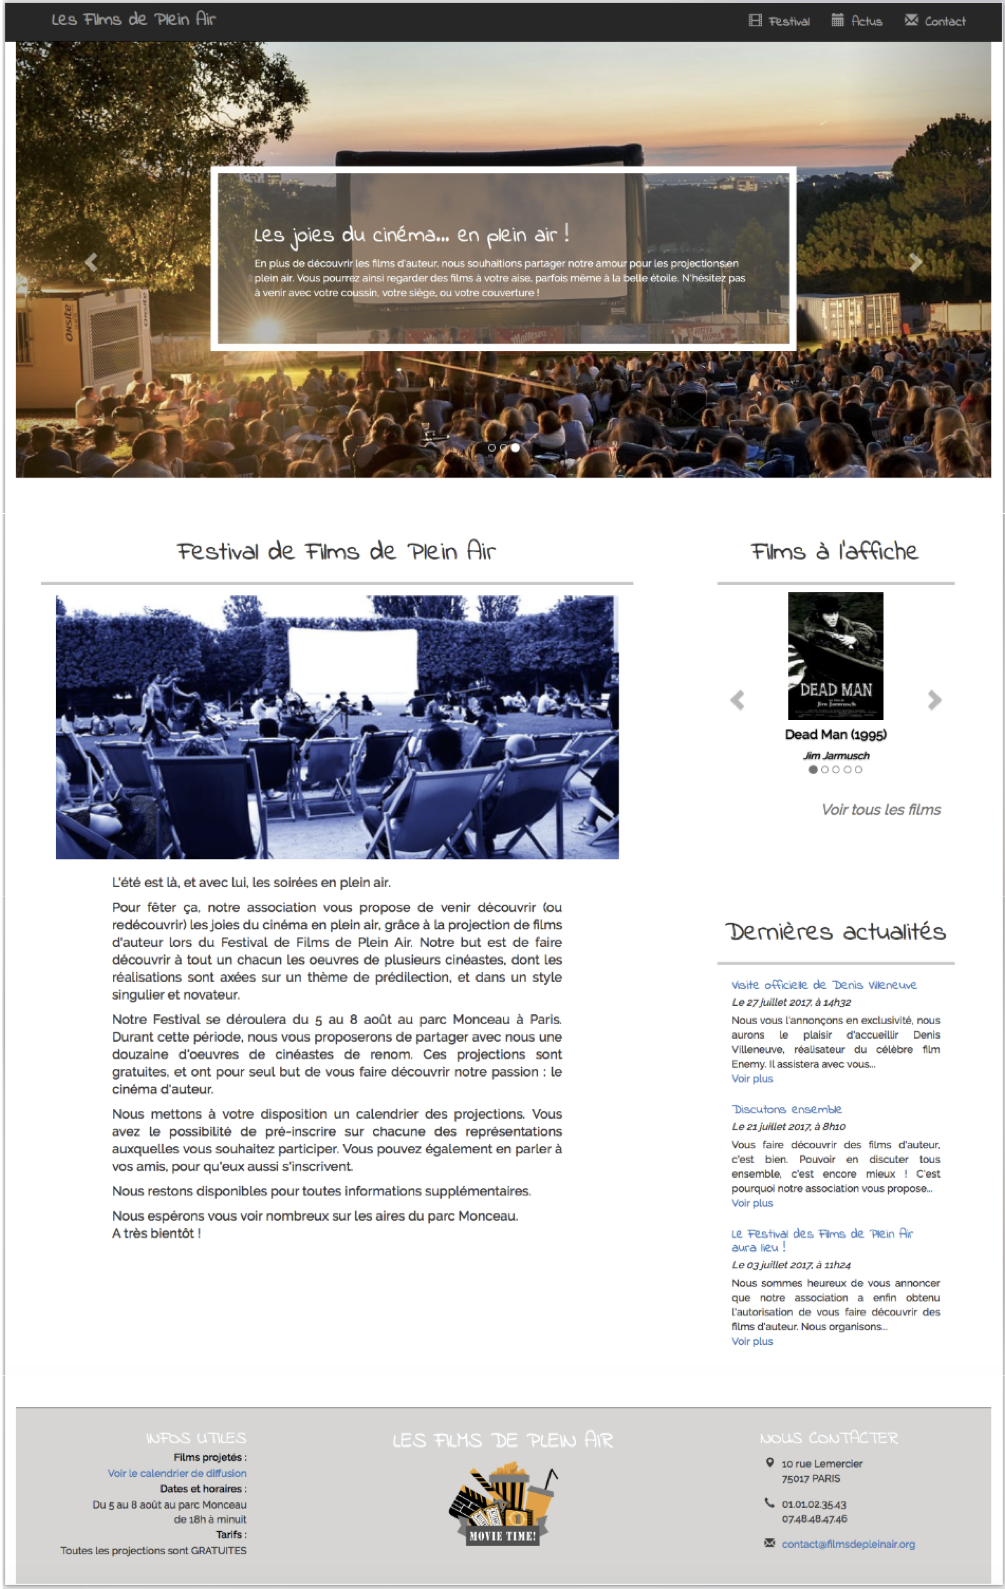 Les Films de Plein Air
Festival
Actus
Contact
Les joies du cinéma... en plein air !
En plus de découvrir les films d'auteur, nous souhaitions partager notre amour pour les projections en
plein air. Vous pourrez ainsi regarder des films à votre aise, parfois même à la belle étoile. N'hésitez pas
à venir avec votre coussin, votre siège, ou votre couverture !
Onsite
Festival de Films de Plein Air
L'été est là, et avec lui, les soirées en plein air.
Pour fêter ça, notre association vous propose de venir découvrir (ou
redécouvrir) les joies du cinéma en plein air, grâce à la projection de films
d'auteur lors du Festival de Films de Plein Air. Notre but est de faire
découvrir à tout un chacun les oeuvres de plusieurs cinéastes, dont les
réalisations sont axées sur un thème de prédilection, et dans un style
singulier et novateur.
Notre Festival se déroulera du 5 au 8 août au parc Monceau à Paris.
Durant cette période, nous vous proposerons de partager avec nous une
douzaine d'oeuvres de cinéastes de renom. Ces projections sont
gratuites, et ont pour seul but de vous faire découvrir notre passion : le
cinéma d'auteur.
Nous mettons à votre disposition un calendrier des projections. Vous
avez le possibilité de pré-inscrire sur chacune des représentations
auxquelles vous souhaitez participer. Vous pouvez également en parler à
vos amis, pour qu'eux aussi s'inscrivent.
Nous restons disponibles pour toutes informations supplémentaires.
Nous espérons vous voir nombreux sur les aires du parc Monceau.
A très bientôt !
Films à l'affiche
DEAD MAN
Jim Jarmusch
Dead Man (1995)
Jim Jarmusch
Voir tous les films
Dernières actualités
Visite officielle de Denis Villeneuve
Le 27 juillet 2017, à 14h32
Nous vous l'annonçons en exclusivité, nous
aurons le plaisir d'accueillir Denis
Villeneuve, réalisateur du célèbre film
Enemy. Il assistera avec vous...
Voir plus
Discutons ensemble
Le 21 juillet 2017, à 8h10
Vous faire découvrir des films d'auteur,
c'est bien. Pouvoir en discuter tous
ensemble, c'est encore mieux ! C'est
pourquoi notre association vous propose...
Voir plus
Le Festival des Films de Plein Air
aura lieu !
Le 03 juillet 2017, à 11h24
Nous sommes heureux de vous annoncer
que notre association a enfin obtenu
l'autorisation de vous faire découvrir des
films d'auteur. Nous organisons...
Voir plus
INFOS UTILES
Films projetés :
Voir le calendrier de diffusion
Dates et horaires :
Du 5 au 8 août au parc Monceau
de 18h à minuit
Tarifs :
Toutes les projections sont GRATUITES
LES FILMS DE PLEIN AIR
MOVIE TIME!
NOUS CONTACTER
10 rue Lemercier
75017 PARIS
01.01.02.35.43
07.48.48.47.46
contact@filmsdepleinair.org